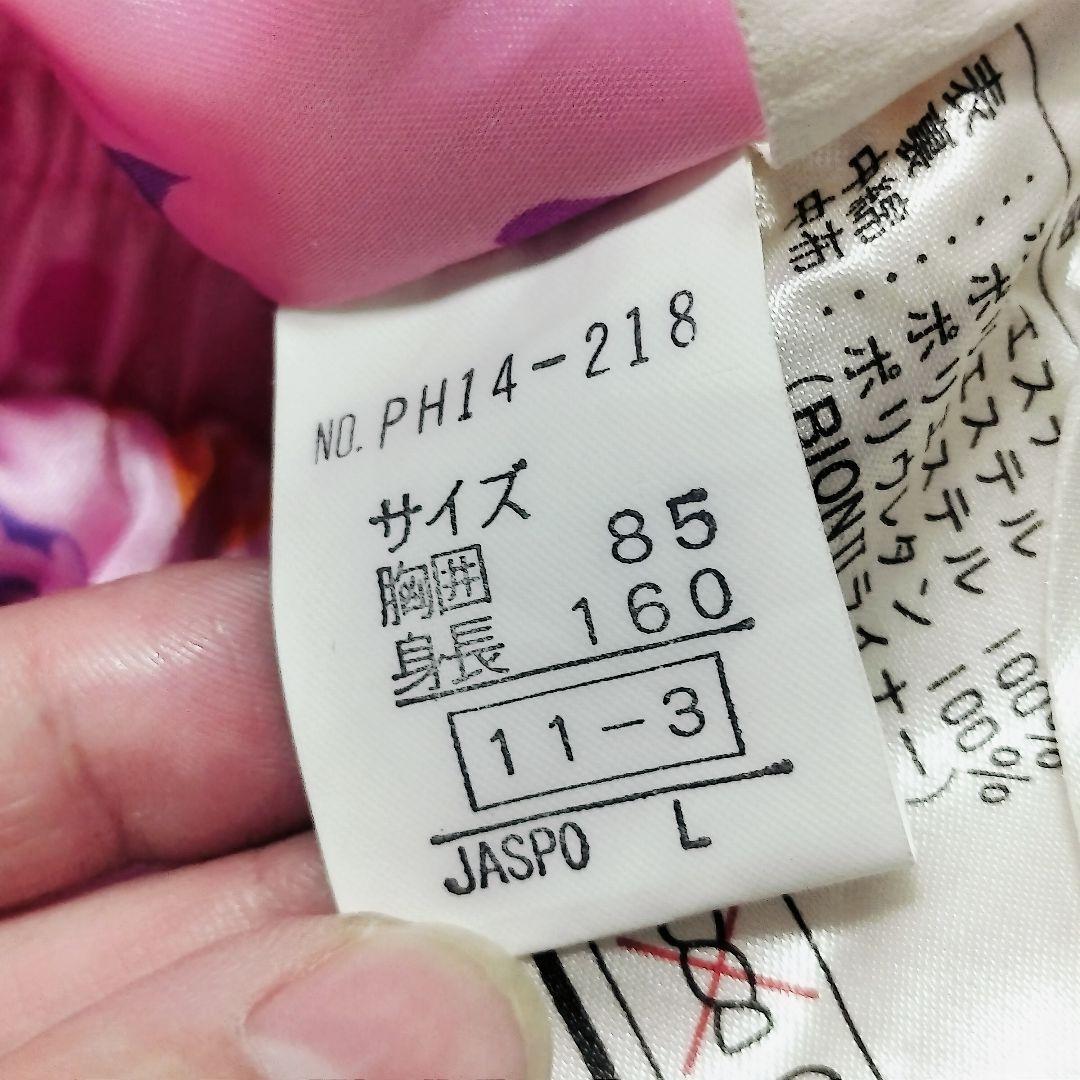 NO. PH14-218
サイズ
胸囲 85
身長 160
11-3
JASPO L
表
裏
中綿
中布
エステル 100%
ポリエステル 100%
ポリウレタン
(BIONⅡライナー)